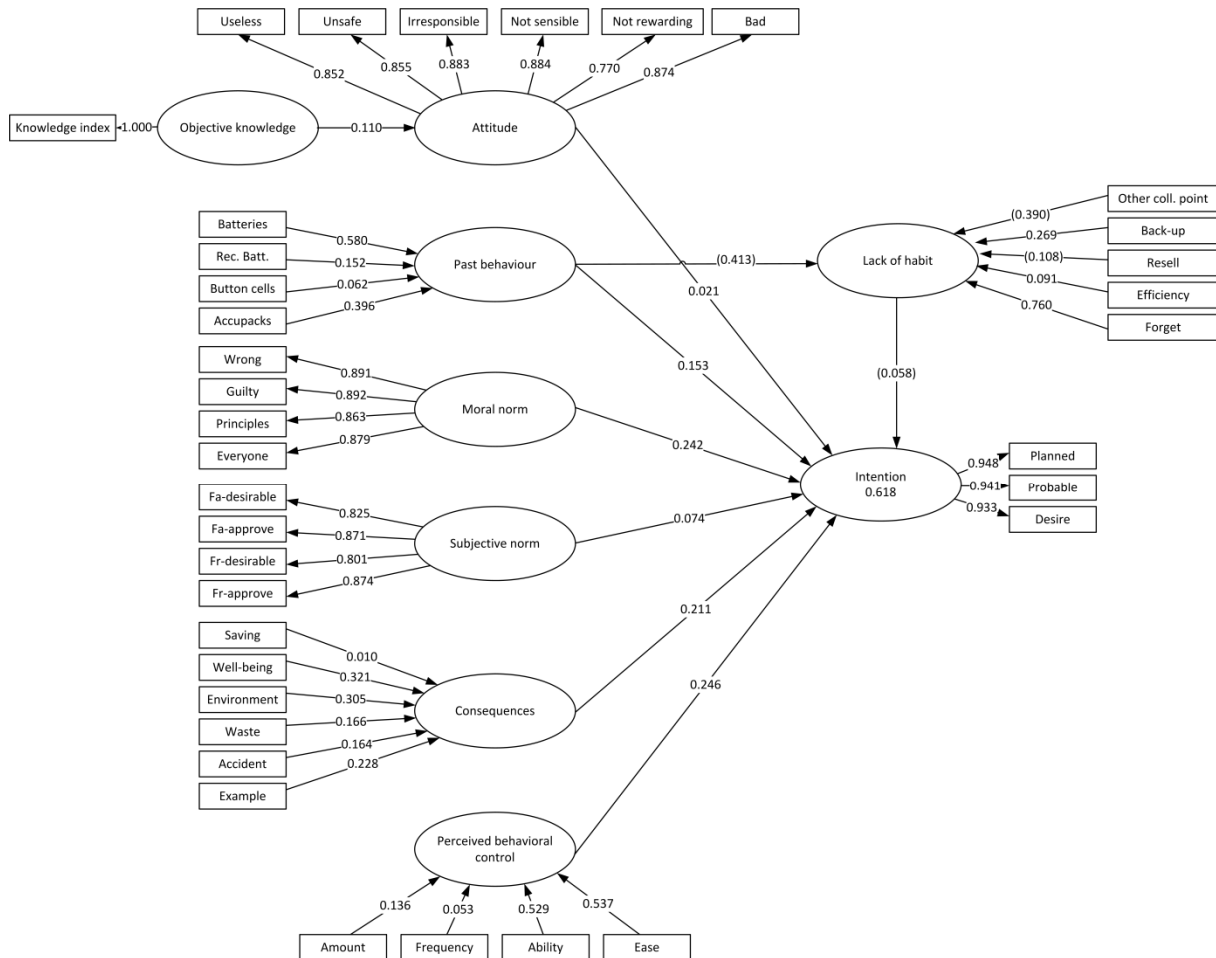 Useless
Unsafe
Irresponsible
Not sensible
Not rewarding
Bad
0.852
0.855
0.883
0.884
0.770
0.874
Knowledge index
1.000
Objective knowledge
0.110
Attitude
Batteries
Rec. Batt.
Button cells
Accupacks
0.580
0.152
0.062
0.396
Past behaviour
(0.413)
0.021
0.153
Lack of habit
(0.390)
0.269
(0.108)
0.091
0.760
Other coll. point
Back-up
Resell
Efficiency
Forget
(0.058)
Wrong
Guilty
Principles
Everyone
0.891
0.892
0.863
0.879
Moral norm
0.242
Intention
0.618
0.948
0.941
0.933
Planned
Probable
Desire
Fa-desirable
Fa-approve
Fr-desirable
Fr-approve
0.825
0.871
0.801
0.874
Subjective norm
0.074
Saving
Well-being
Environment
Waste
Accident
Example
0.010
0.321
0.305
0.166
0.164
0.228
Consequences
0.211
0.246
Perceived behavioral
control
0.136
0.053
0.529
0.537
Amount
Frequency
Ability
Ease